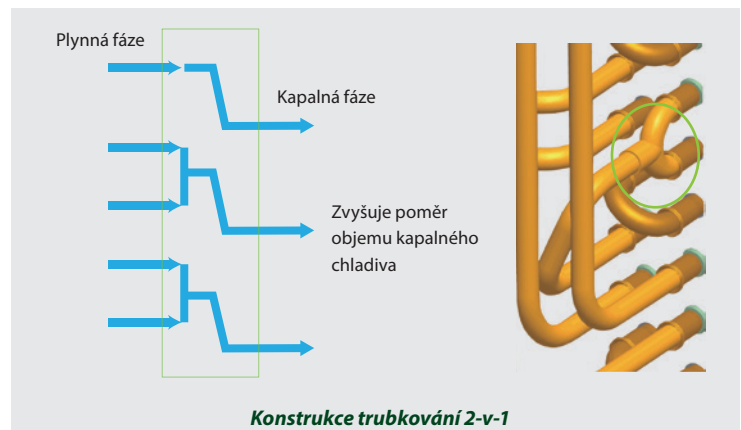 Plynná fáze
Kapalná fáze
Zvyšuje poměr
objemu kapalného
chladiva
Konstrukce trubkování 2-v-1